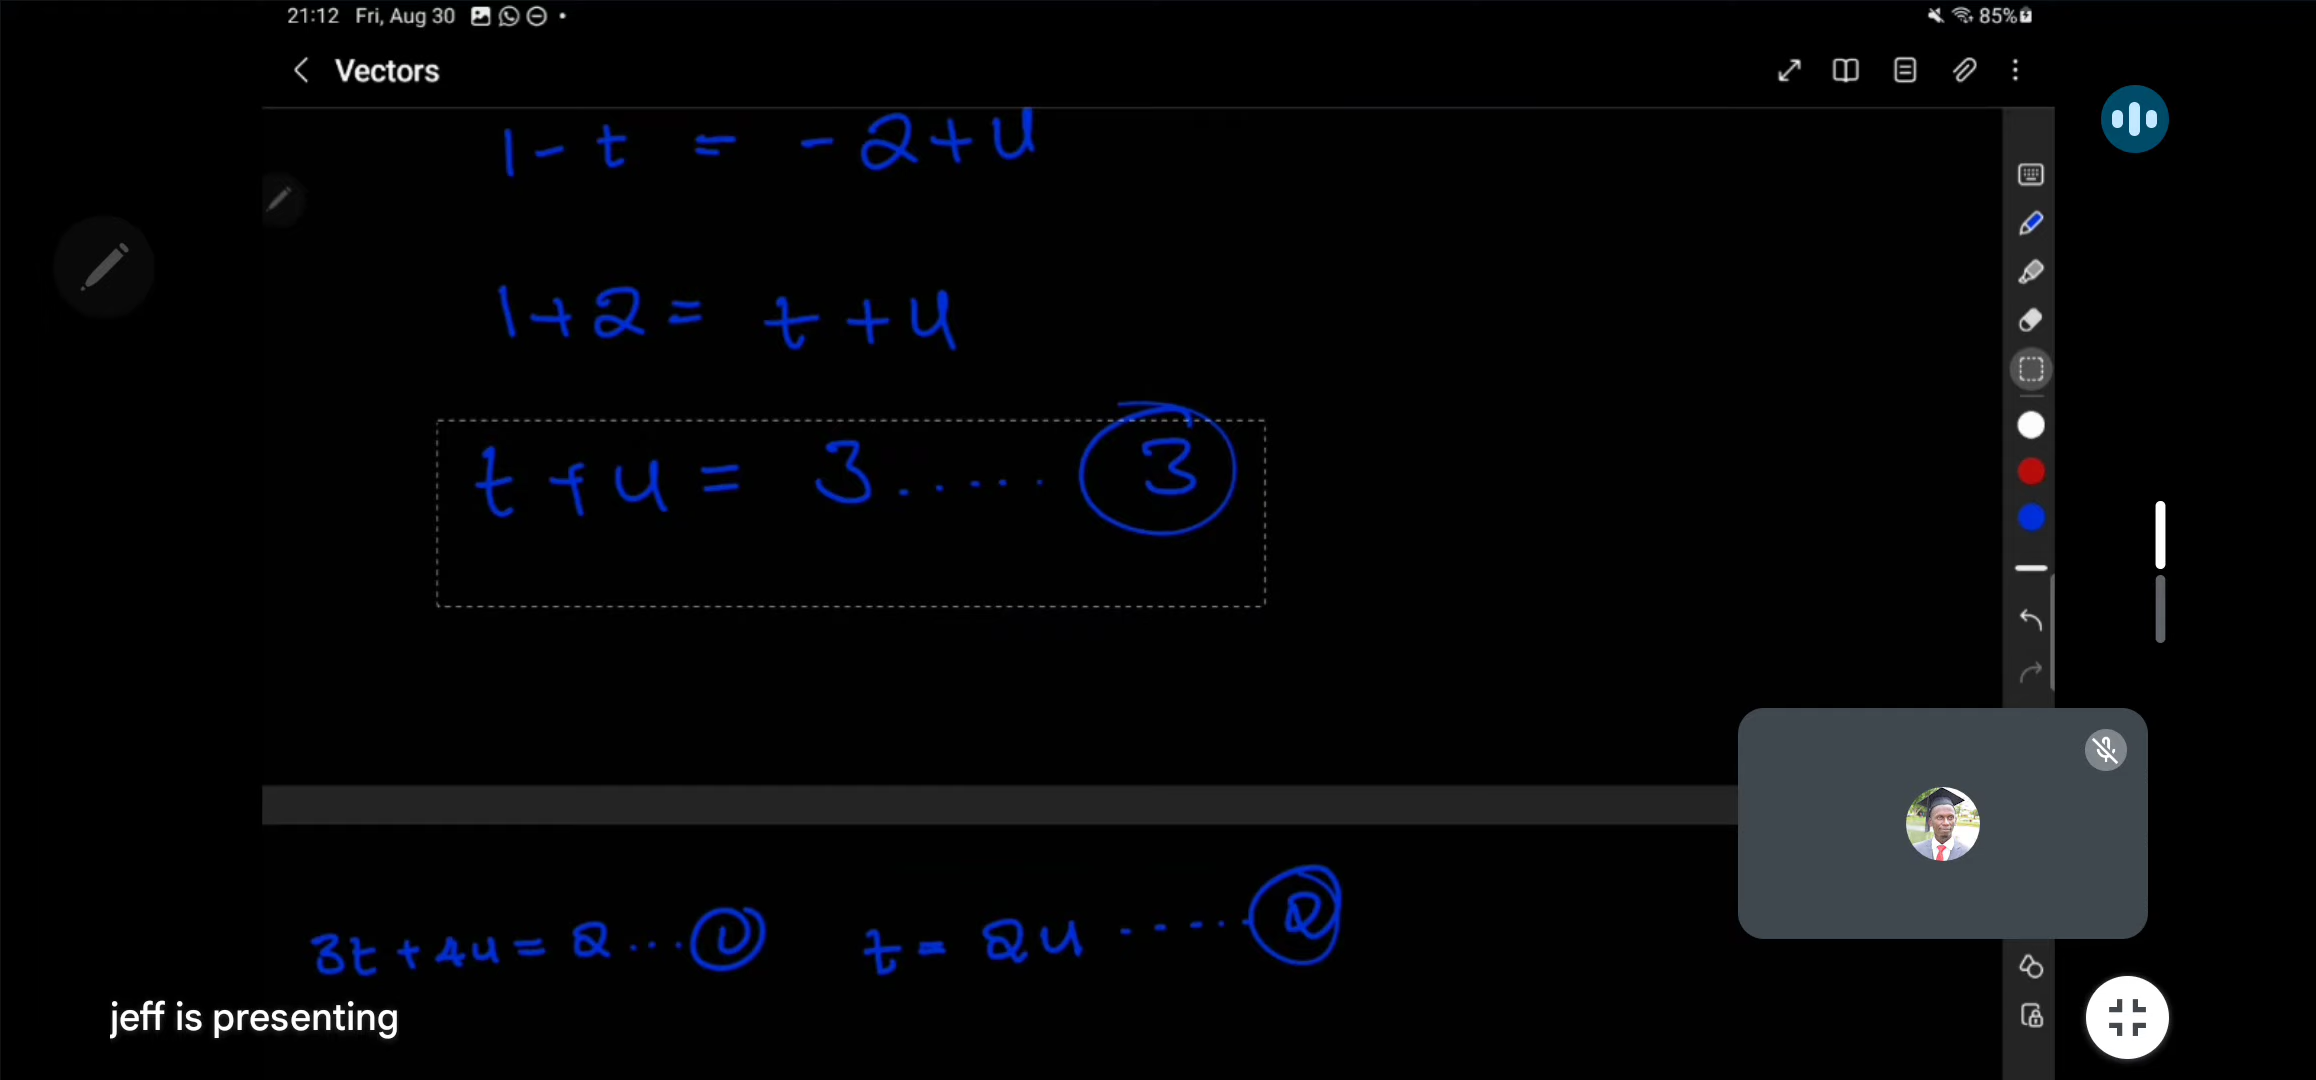 21:12 Fri, Aug 30
85%
Vectors
1 - t = - 2 + u
1 + 2 = t + u
t + u = 3 ..... 3
3t + 4u = 2 ... 1 t = 2u ..... 2
jeff is presenting